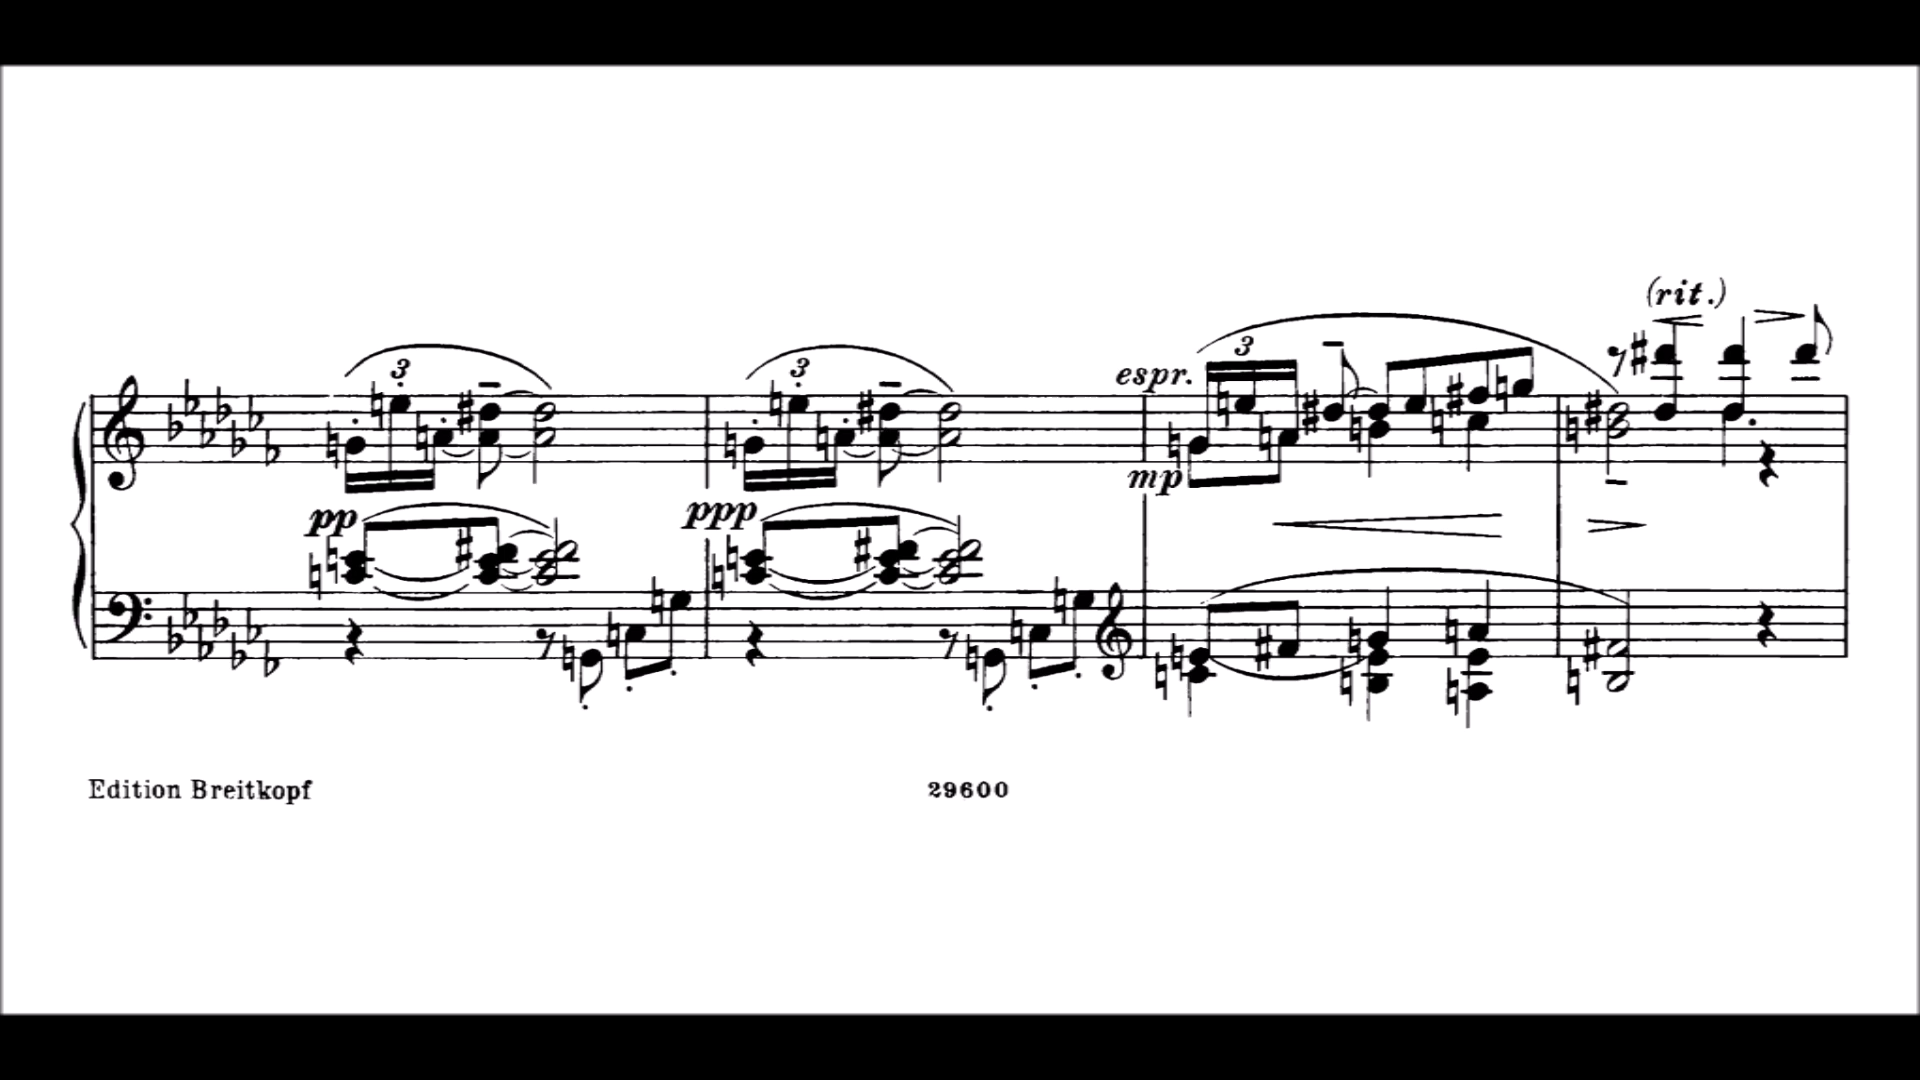 (rit.)
3 3 espr. 3
pp ppp mp
Edition Breitkopf 29600